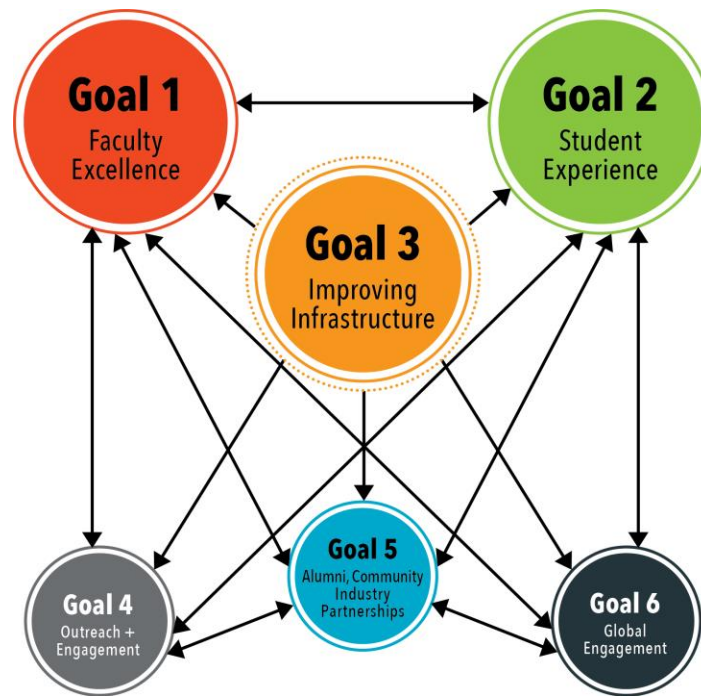 Goal 1
Faculty
Excellence
Goal 2
Student
Experience
Goal 3
Improving
Infrastructure
Goal 4
Outreach +
Engagement
Goal 5
Alumni, Community
Industry
Partnerships
Goal 6
Global
Engagement